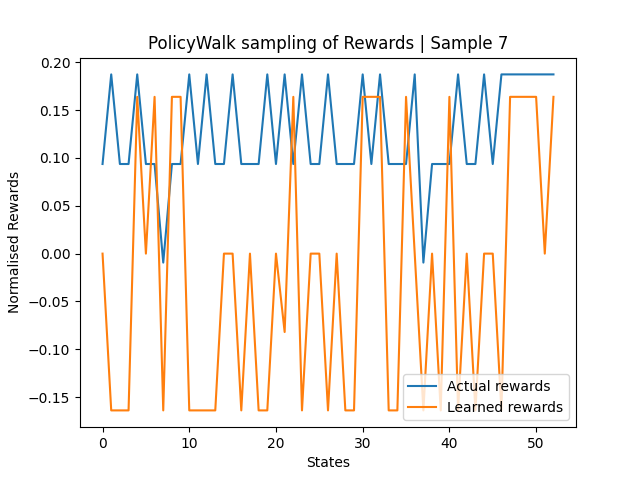 PolicyWalk sampling of Rewards | Sample 7
Normalised Rewards
0.20
0.15
0.10
0.05
0.00
−0.05
−0.10
−0.15
0 10 20 30 40 50
States
Actual rewards
Learned rewards